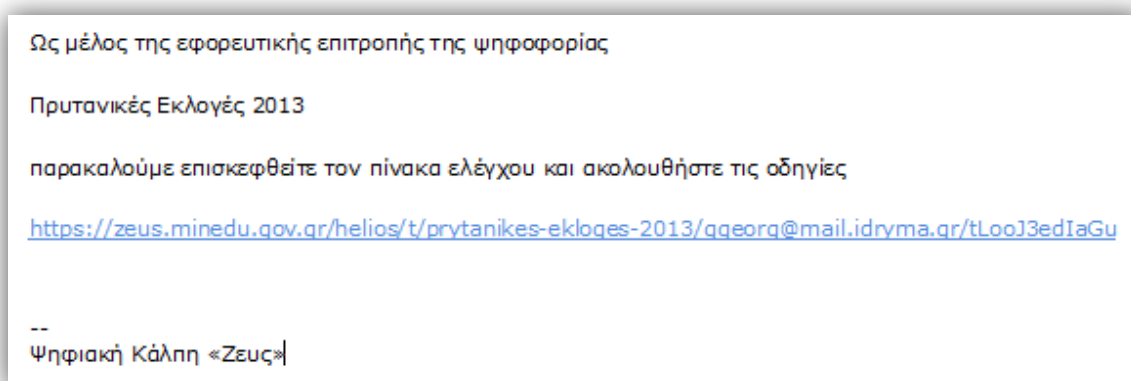 Ως μέλος της εφορευτικής επιτροπής της ψηφοφορίας
Πρυτανικές Εκλογές 2013
παρακαλούμε επισκεφθείτε τον πίνακα ελέγχου και ακολουθήστε τις οδηγίες
https://zeus.minedu.gov.gr/helios/t/prytanikes-ekloges-2013/ggeorg@mail.idryma.gr/tLooJ3edIaGu
--
Ψηφιακή Κάλπη «Ζευς»